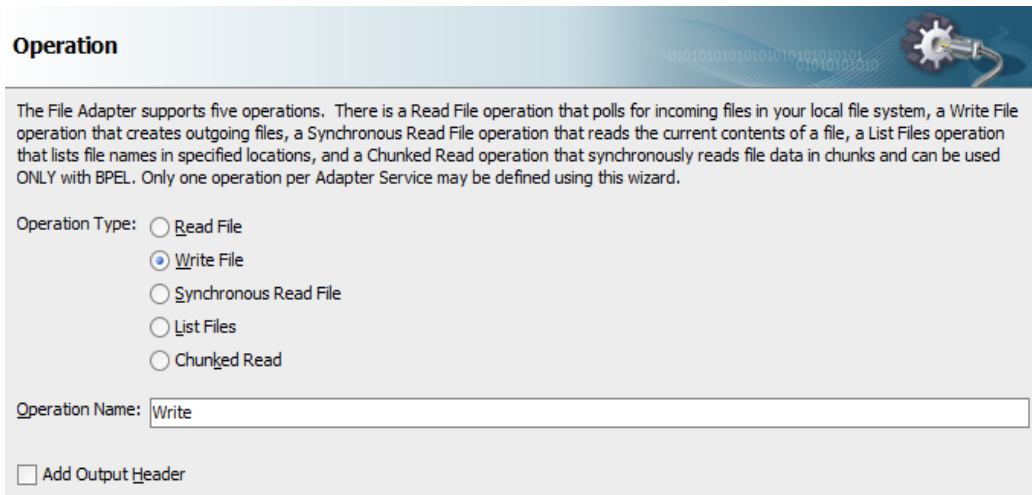 Operation
010101010101010101010101
01010101010
The File Adapter supports five operations.  There is a Read File operation that polls for incoming files in your local file system, a Write File
operation that creates outgoing files, a Synchronous Read File operation that reads the current contents of a file, a List Files operation
that lists file names in specified locations, and a Chunked Read operation that synchronously reads file data in chunks and can be used
ONLY with BPEL. Only one operation per Adapter Service may be defined using this wizard.
Operation Type: Read File
Write File
Synchronous Read File
List Files
Chunked Read
Operation Name: Write
Add Output Header